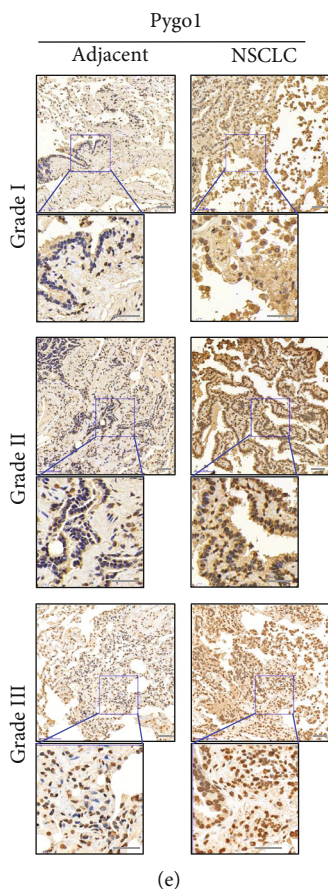 Pygo1
Adjacent NSCLC
Grade I
Grade II
Grade III
(e)